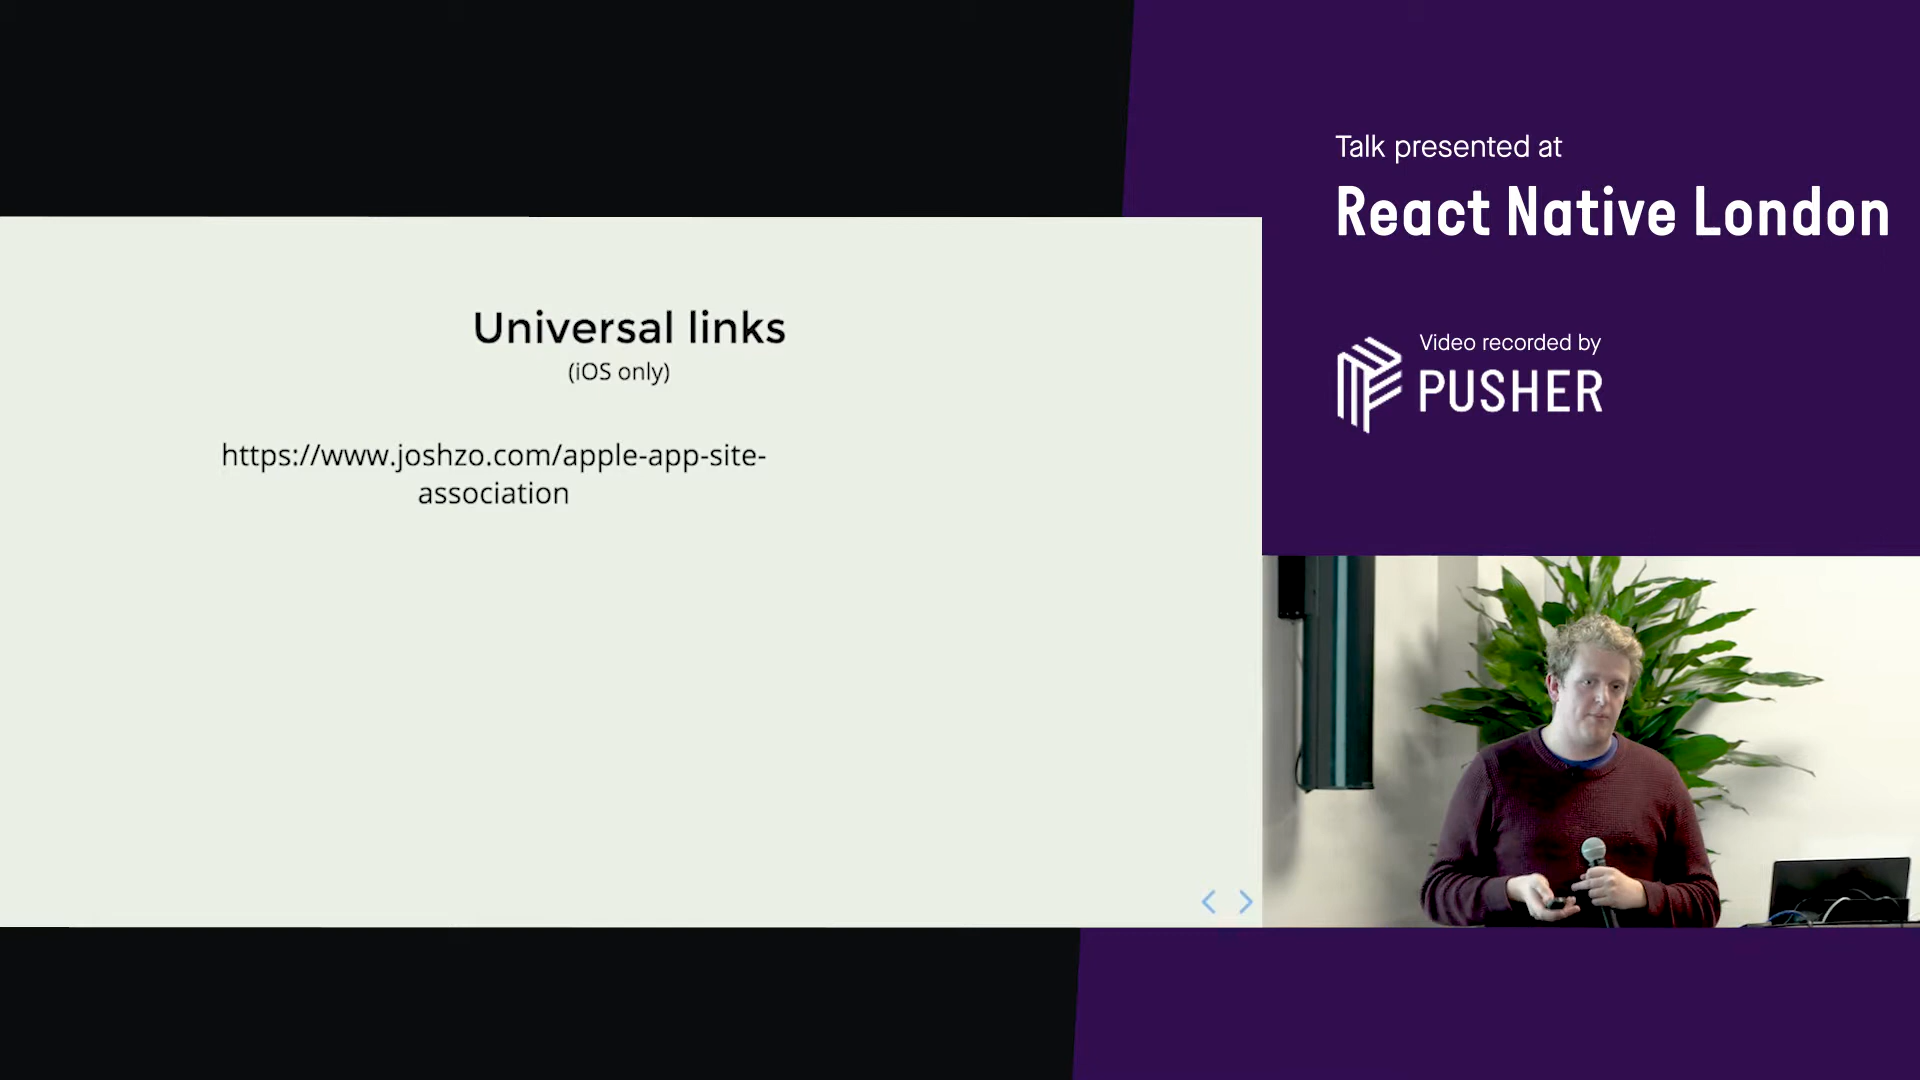 Talk presented at
React Native London
Video recorded by
PUSHER
Universal links
(iOS only)
https://www.joshzo.com/apple-app-site-
association